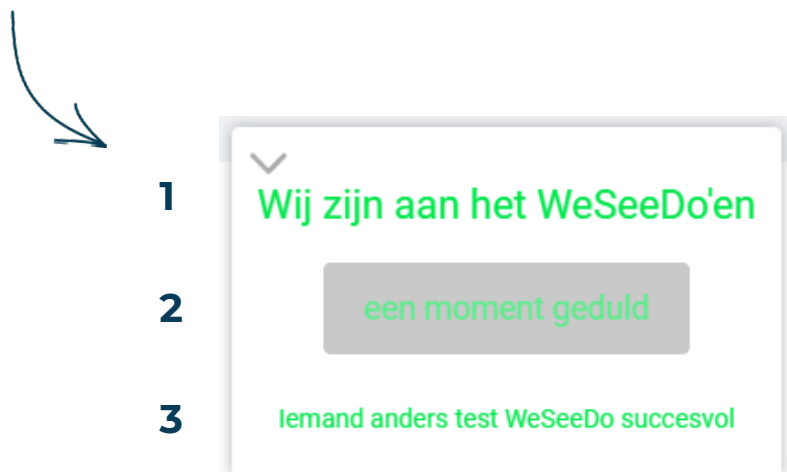 1 Wij zijn aan het WeSeeDo'en
2 een moment geduld
3 Iemand anders test WeSeeDo succesvol